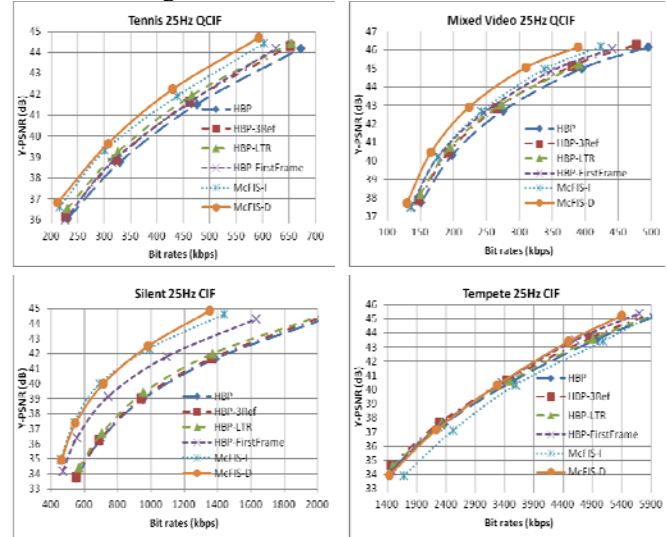 Tennis 25Hz QCIF
Y-PSNR (dB)
45
44
43
42
41
40
39
38
37
36
HBP
HBP-3Ref
HBP-LTR
HBP-FirstFrame
McFIS-I
McFIS-D
200 250 300 350 400 450 500 550 600 650 700
Bit rates (kbps)
Mixed Video 25Hz QCIF
Y-PSNR (dB)
47
46
45
44
43
42
41
40
39
38
37
HBP
HBP-3Ref
HBP-LTR
HBP-FirstFrame
McFIS-I
McFIS-D
100 150 200 250 300 350 400 450 500
Bit rates (kbps)
Silent 25Hz CIF
Y-PSNR (dB)
45
44
43
42
41
40
39
38
37
36
35
34
33
HBP
HBP-3Ref
HBP-LTR
HBP-FirstFrame
McFIS-I
McFIS-D
400 600 800 1000 1200 1400 1600 1800 2000
Bit rates (kbps)
Tempete 25Hz CIF
Y-PSNR (dB)
46
45
44
43
42
41
40
39
38
37
36
35
34
33
HBP
HBP-3Ref
HBP-LTR
HBP-FirstFrame
McFIS-I
McFIS-D
1400 1900 2400 2900 3400 3900 4400 4900 5400 5900
Bit rates (kbps)